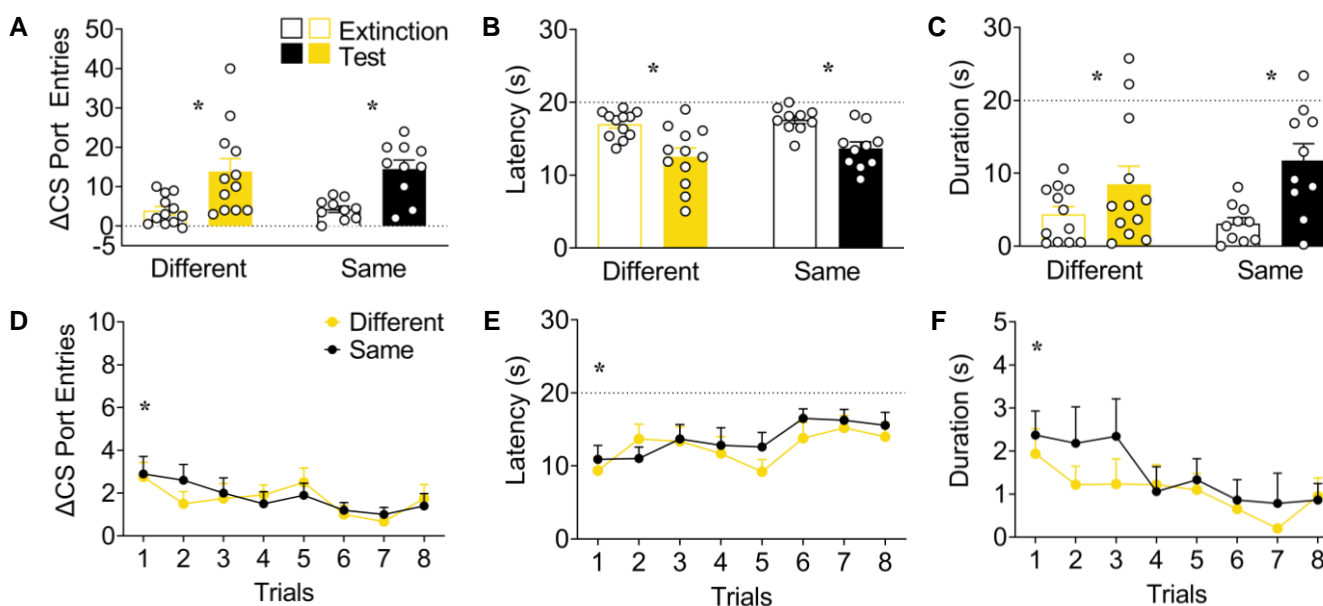 A
ΔCS Port Entries
50
40
30
20
10
0
-5
Extinction
Test
*
*
Different
Same
B
Latency (s)
30
20
10
0
*
*
Different
Same
C
Duration (s)
30
20
10
0
*
*
Different
Same
D
ΔCS Port Entries
10
8
6
4
2
0
Different
Same
*
1 2 3 4 5 6 7 8
Trials
E
Latency (s)
30
20
10
0
*
1 2 3 4 5 6 7 8
Trials
F
Duration (s)
5
4
3
2
1
0
*
1 2 3 4 5 6 7 8
Trials